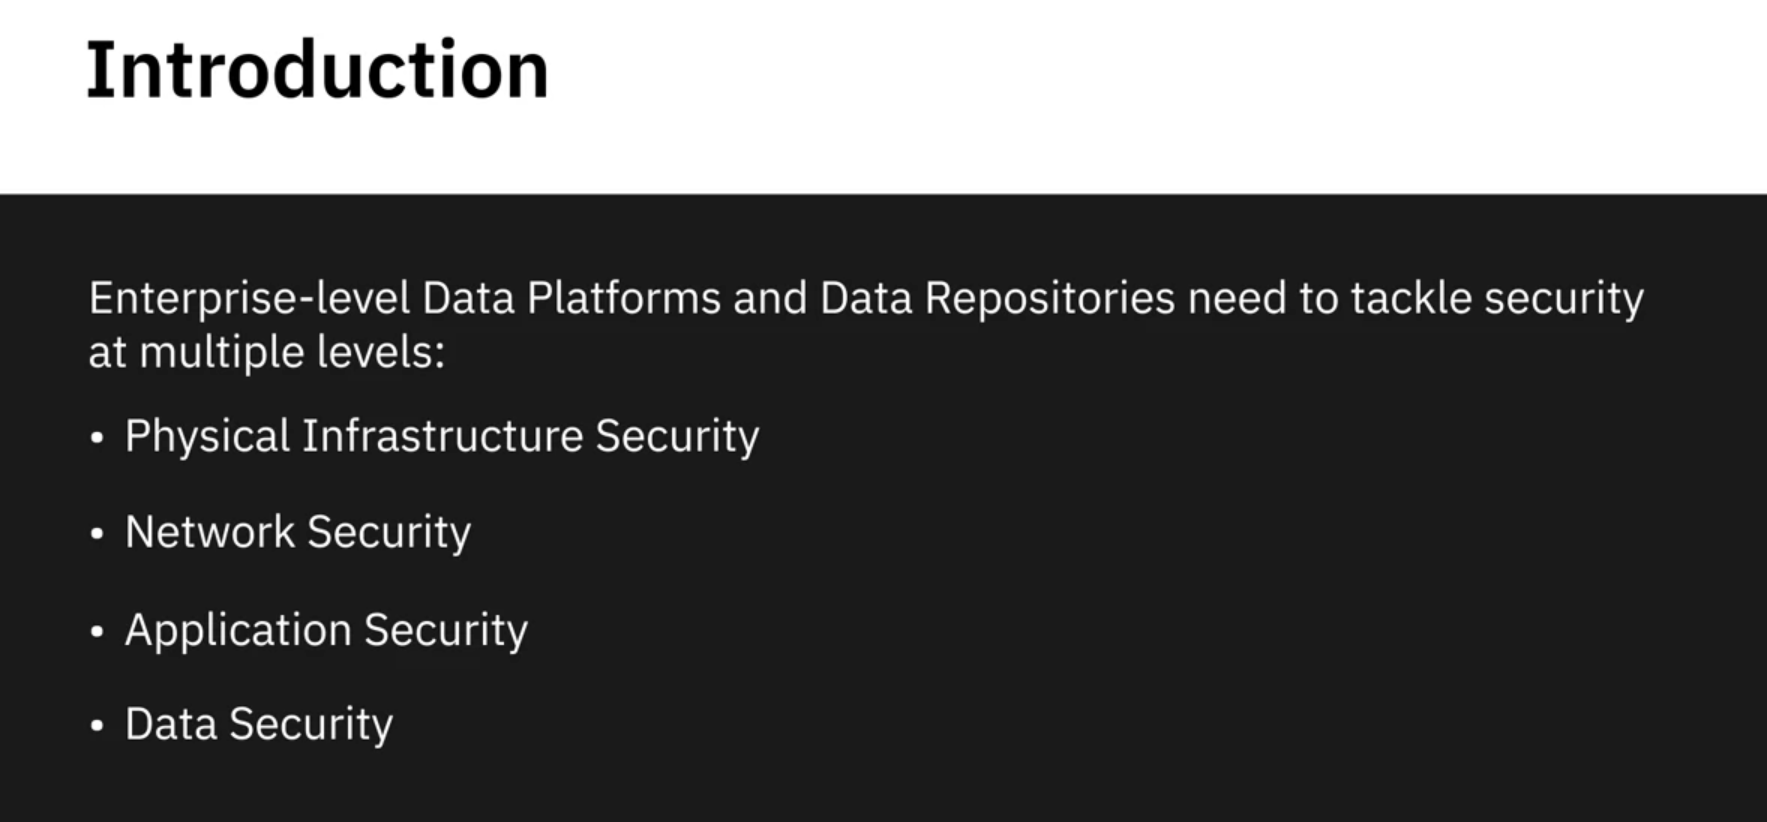 Introduction
Enterprise-level Data Platforms and Data Repositories need to tackle security
at multiple levels:
• Physical Infrastructure Security
• Network Security
• Application Security
• Data Security